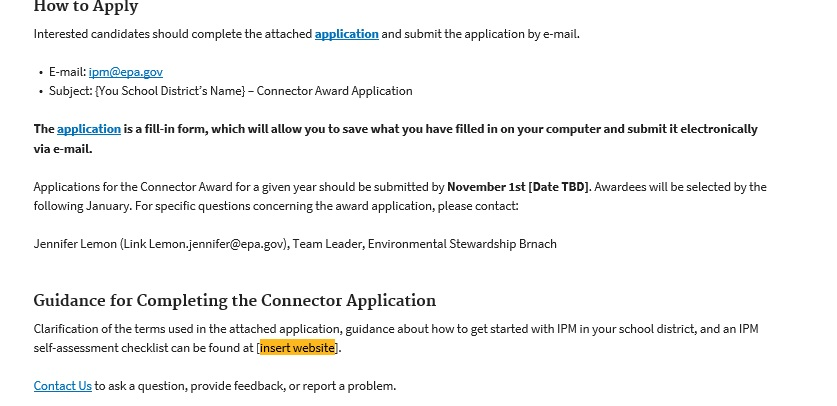 How to Apply
Interested candidates should complete the attached application and submit the application by e-mail.
• E-mail: ipm@epa.gov
• Subject: {You School District's Name} – Connector Award Application
The application is a fill-in form, which will allow you to save what you have filled in on your computer and submit it electronically
via e-mail.
Applications for the Connector Award for a given year should be submitted by November 1st [Date TBD]. Awardees will be selected by the
following January. For specific questions concerning the award application, please contact:
Jennifer Lemon (Link Lemon.jennifer@epa.gov), Team Leader, Environmental Stewardship Brnach
Guidance for Completing the Connector Application
Clarification of the terms used in the attached application, guidance about how to get started with IPM in your school district, and an IPM
self-assessment checklist can be found at [insert website].
Contact Us to ask a question, provide feedback, or report a problem.